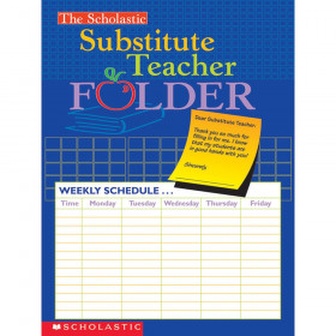 The Scholastic
Substitute
Teacher
FOLDER
Dear Substitute Teacher,
Thank you so much for
filling in for me. I know
that my students are
in good hands with you!
Sincerely,
WEEKLY SCHEDULE . . .
Time Monday Tuesday Wednesday Thursday Friday
SCHOLASTIC